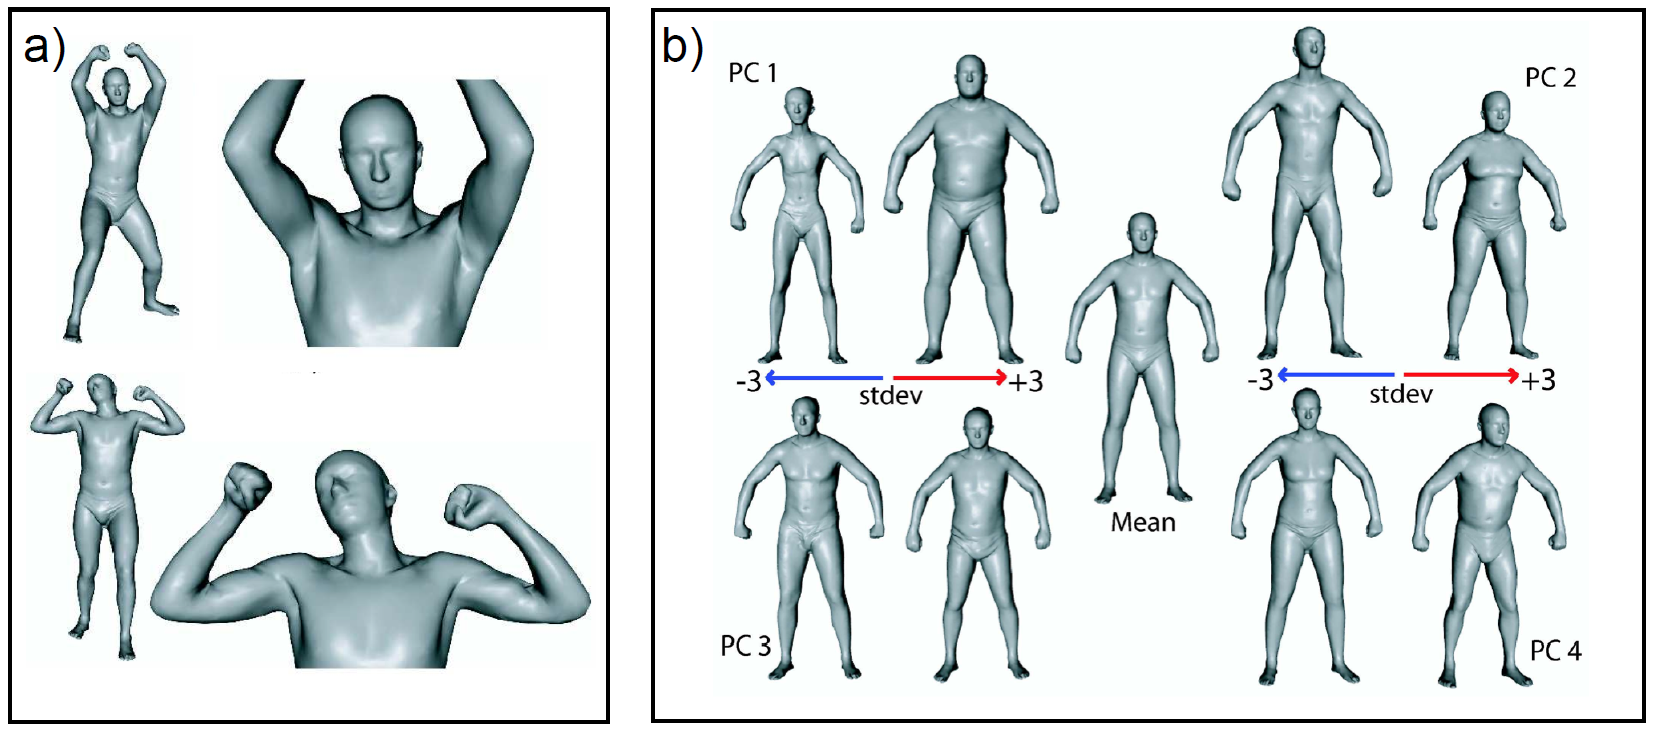 a)
b)
PC 1
PC 2
-3
stdev
+3
-3
stdev
+3
Mean
PC 3
PC 4